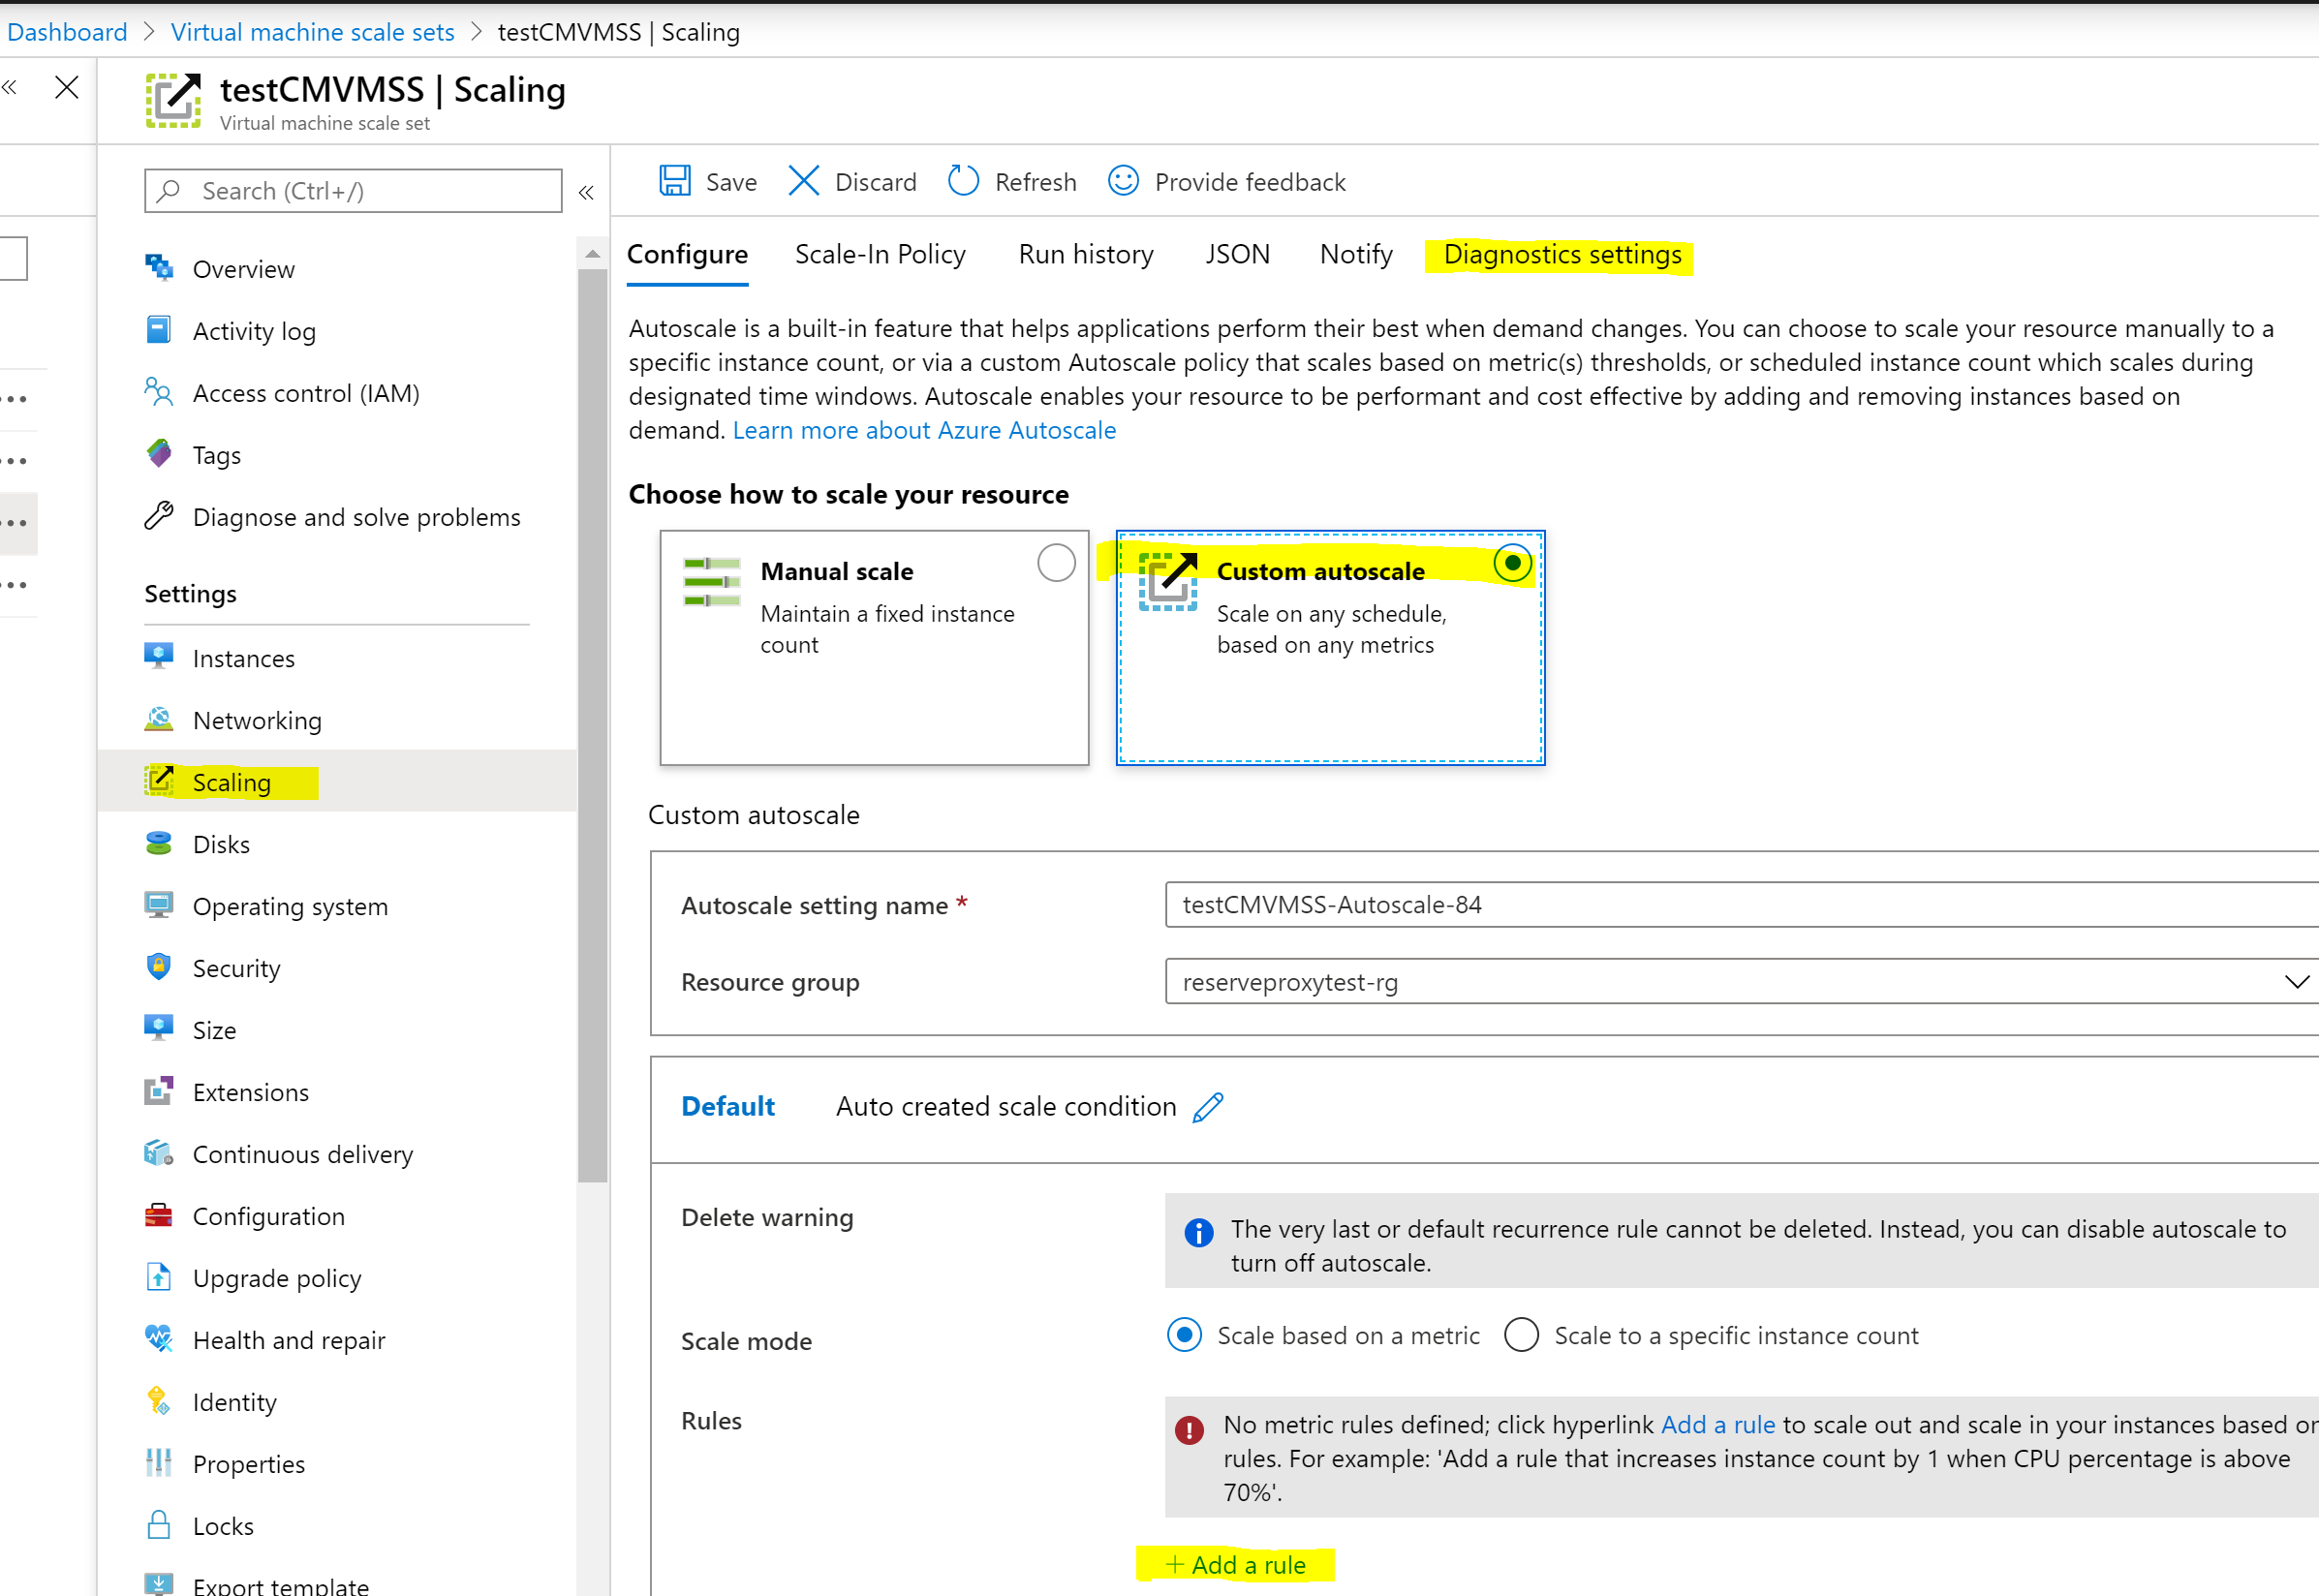 Dashboard > Virtual machine scale sets > testCMVMSS | Scaling
testCMVMSS | Scaling
Virtual machine scale set
Search (Ctrl+/)
Overview
Activity log
Access control (IAM)
Tags
Diagnose and solve problems
Settings
Instances
Networking
Scaling
Disks
Operating system
Security
Size
Extensions
Continuous delivery
Configuration
Upgrade policy
Health and repair
Identity
Properties
Locks
Export template
Save Discard Refresh Provide feedback
Configure Scale-In Policy Run history JSON Notify Diagnostics settings
Autoscale is a built-in feature that helps applications perform their best when demand changes. You can choose to scale your resource manually to a
specific instance count, or via a custom Autoscale policy that scales based on metric(s) thresholds, or scheduled instance count which scales during
designated time windows. Autoscale enables your resource to be performant and cost effective by adding and removing instances based on
demand. Learn more about Azure Autoscale
Choose how to scale your resource
Manual scale
Maintain a fixed instance
count
Custom autoscale
Scale on any schedule,
based on any metrics
Custom autoscale
Autoscale setting name *
testCMVMSS-Autoscale-84
Resource group
reserveproxytest-rg
Default Auto created scale condition
Delete warning
The very last or default recurrence rule cannot be deleted. Instead, you can disable autoscale to
turn off autoscale.
Scale mode
Scale based on a metric Scale to a specific instance count
Rules
No metric rules defined; click hyperlink Add a rule to scale out and scale in your instances based on
rules. For example: 'Add a rule that increases instance count by 1 when CPU percentage is above
70%'.
+ Add a rule